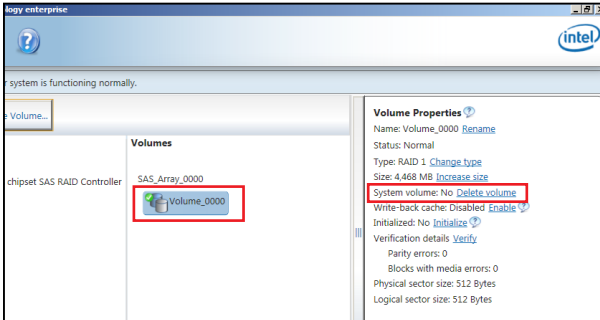 ology enterprise
intel
r system is functioning normally.
e Volume...
Volumes
chipset SAS RAID Controller
SAS_Array_0000
Volume_0000
Volume Properties
Name: Volume_0000 Rename
Status: Normal
Type: RAID 1 Change type
Size: 4,468 MB Increase size
System volume: No Delete volume
Write-back cache: Disabled Enable
Initialized: No Initialize
Verification details Verify
Parity errors: 0
Blocks with media errors: 0
Physical sector size: 512 Bytes
Logical sector size: 512 Bytes